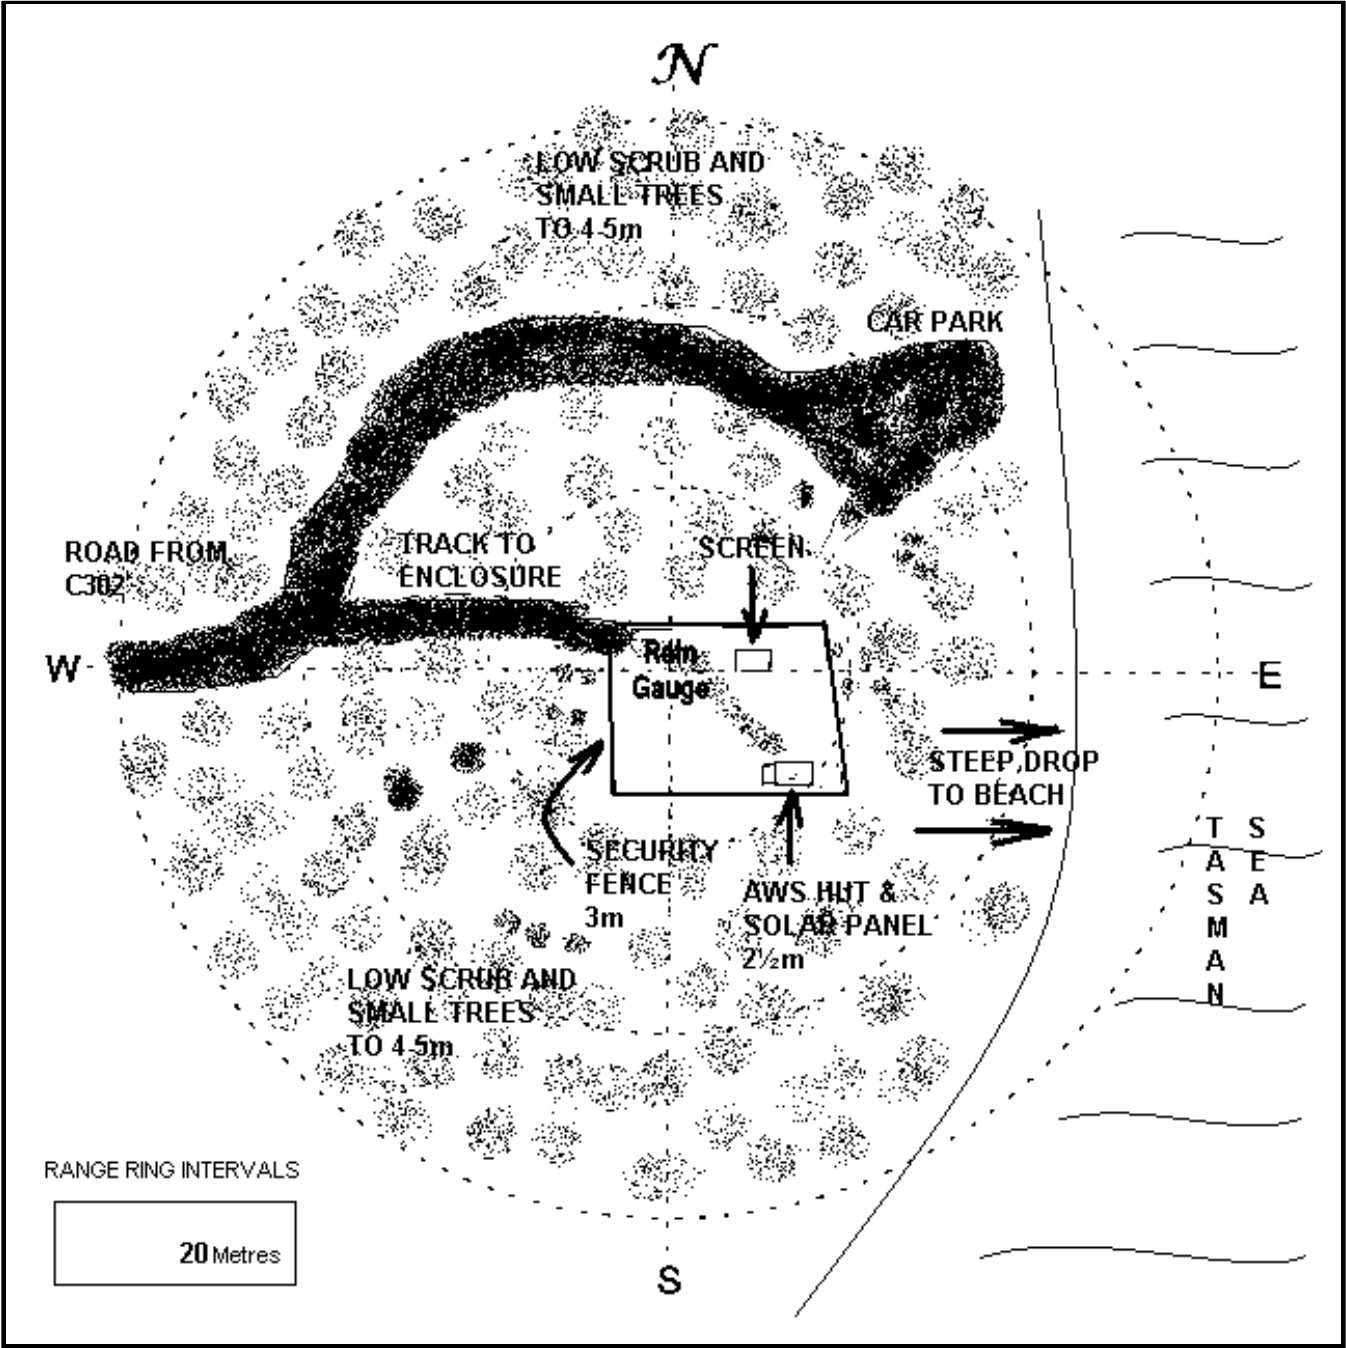 N
LOW SCRUB AND
SMALL TREES
TO 4-5m
CAR PARK
ROAD FROM
C302
TRACK TO
ENCLOSURE
SCREEN
W
Rain
Gauge
E
STEEP DROP
TO BEACH
TASMAN
SEA
SECURITY
FENCE
3m
AWS HUT &
SOLAR PANEL
2½m
LOW SCRUB AND
SMALL TREES
TO 4-5m
RANGE RING INTERVALS
20 Metres
S